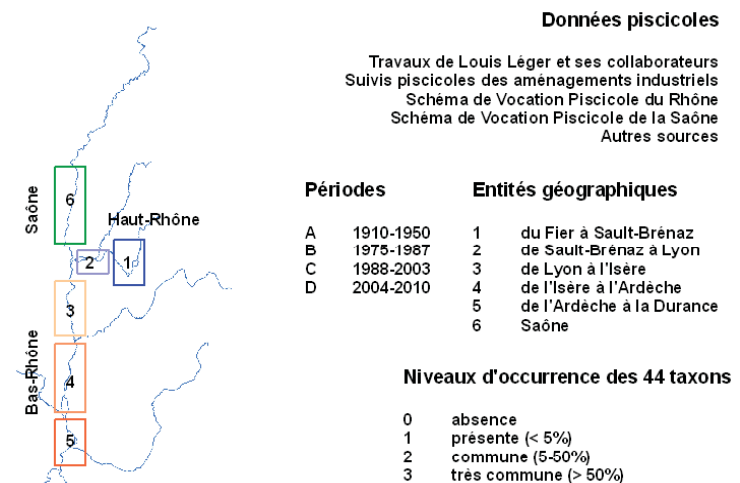 Données piscicoles
Travaux de Louis Léger et ses collaborateurs
Suivis piscicoles des aménagements industriels
Schéma de Vocation Piscicole du Rhône
Schéma de Vocation Piscicole de la Saône
Autres sources
Saône
6
Haut-Rhône
2
1
3
Bas-Rhône
4
5
Périodes
A 1910-1950
B 1975-1987
C 1988-2003
D 2004-2010
Entités géographiques
1 du Fier à Sault-Brénaz
2 de Sault-Brénaz à Lyon
3 de Lyon à l'Isère
4 de l'Isère à l'Ardèche
5 de l'Ardèche à la Durance
6 Saône
Niveaux d'occurrence des 44 taxons
0 absence
1 présente (< 5%)
2 commune (5-50%)
3 très commune (> 50%)